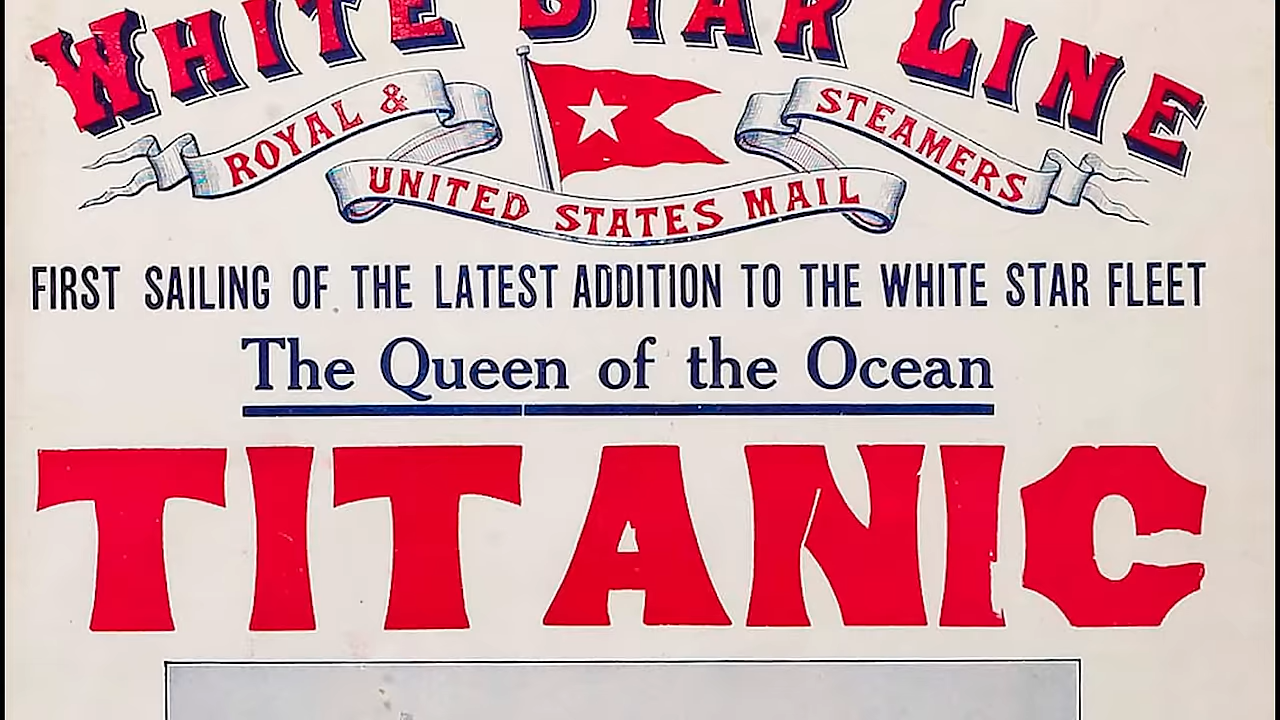 WHITE STAR LINE
ROYAL & UNITED STATES MAIL STEAMERS
FIRST SAILING OF THE LATEST ADDITION TO THE WHITE STAR FLEET
The Queen of the Ocean
TITANIC